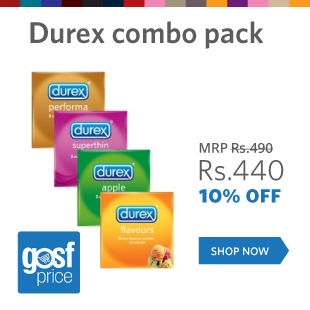 Durex combo pack
durex
performa
durex
superthin
durex
apple
durex
flavours
MRP Rs.490
Rs.440
10% OFF
gosf
price
SHOP NOW